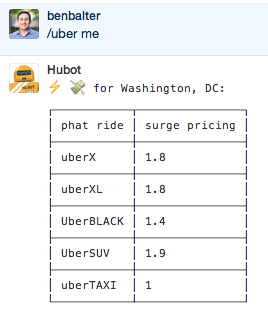 benbalter
/uber me
Hubot
⚡ 💸 for Washington, DC:
phat ride | surge pricing
uberX | 1.8
uberXL | 1.8
UberBLACK | 1.4
UberSUV | 1.9
uberTAXI | 1